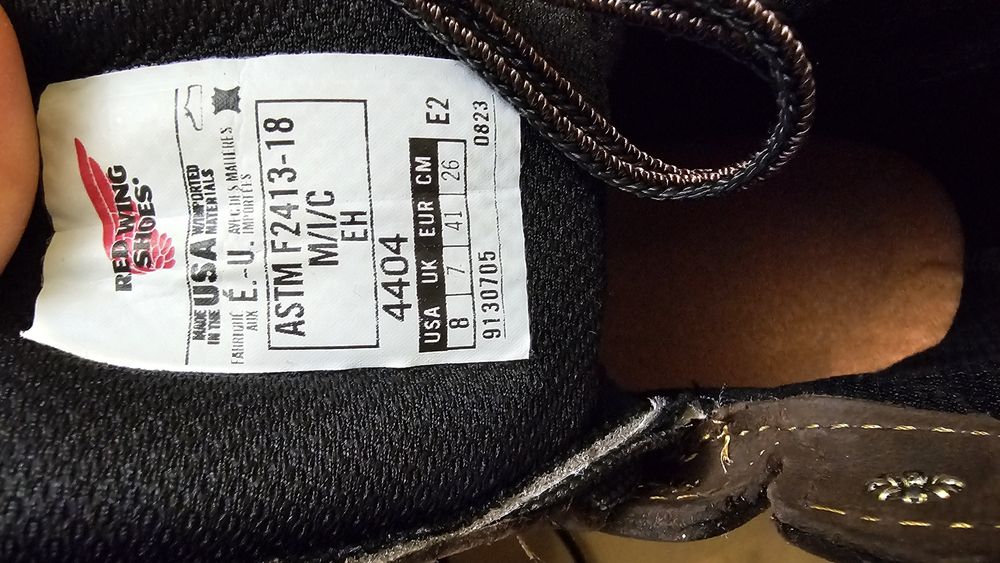 RED WING
SHOES®
MADE
IN THE USA W/IMPORTED
MATERIALS
FABRIQUÉ
AUX É.-U. AVEC DES MATIÈRES
IMPORTÉES
ASTM F2413-18
M/I/C
EH
4404
USA UK EUR CM E2
8 7 41 26
9130705 0823